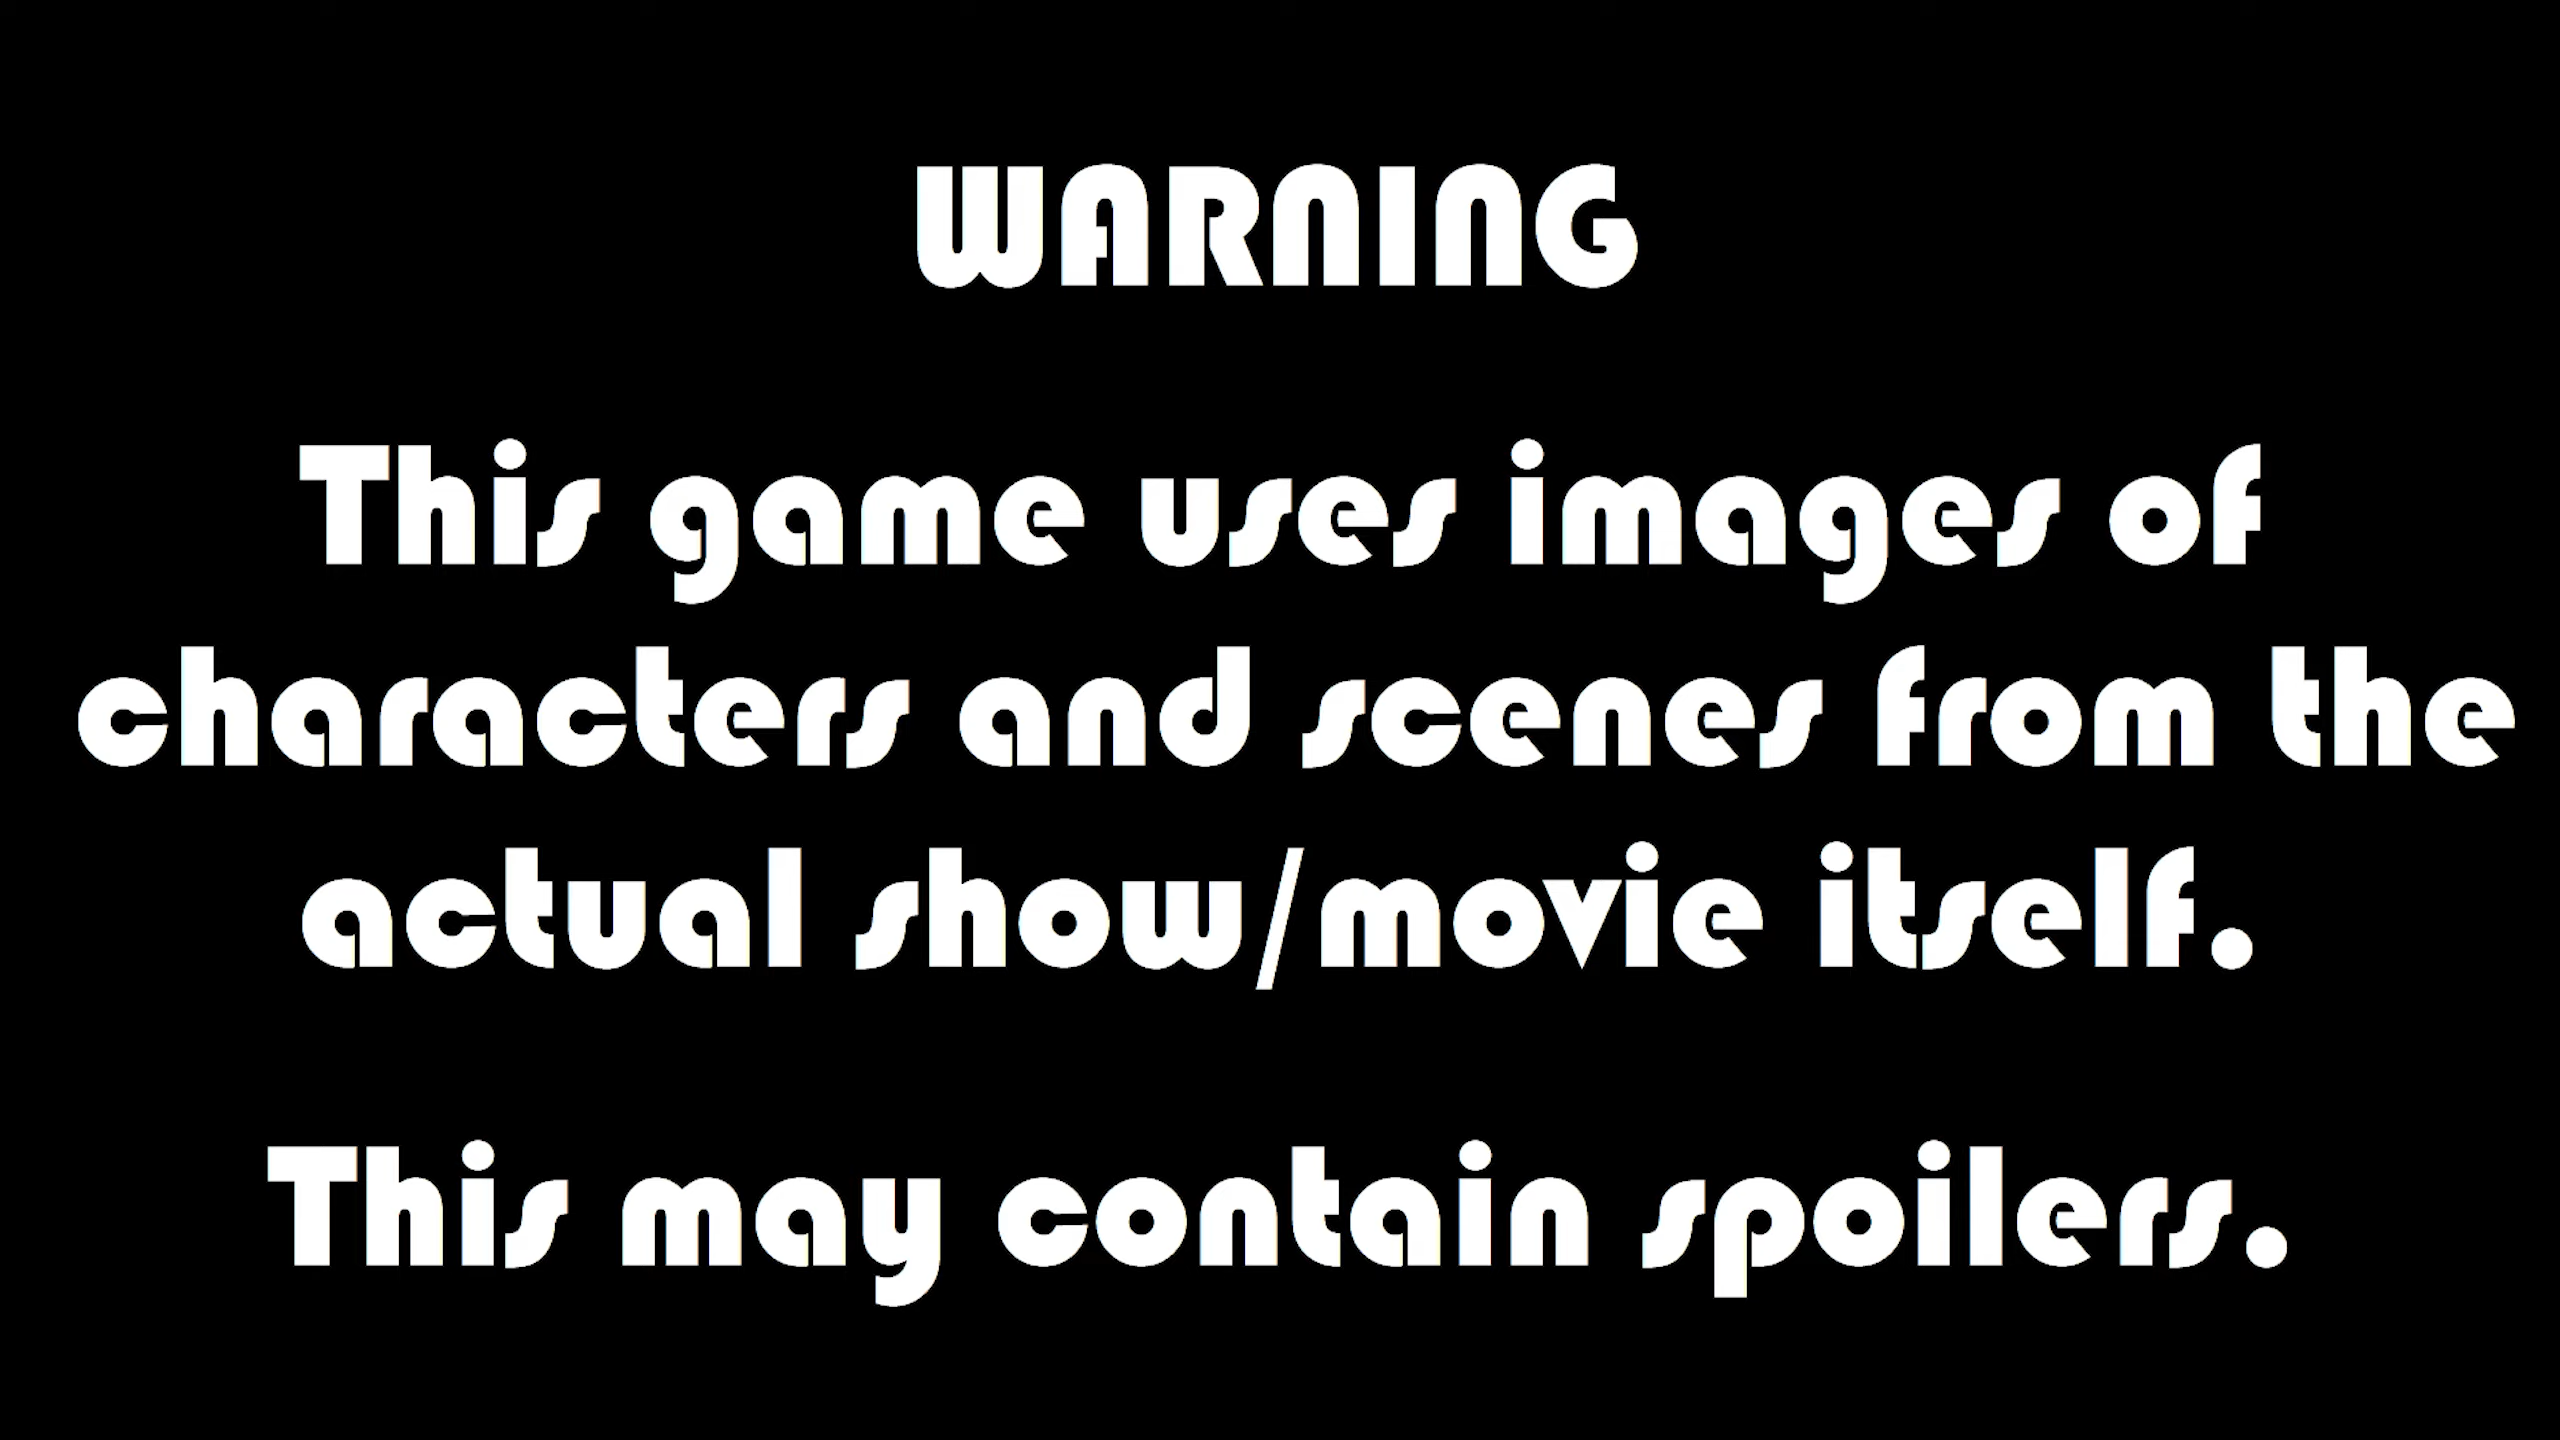 WARNING
This game uses images of
characters and scenes from the
actual show/movie itself.
This may contain spoilers.